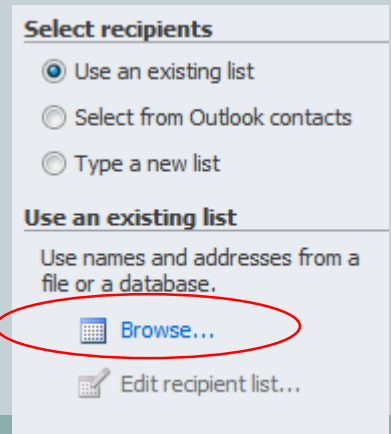 Select recipients
Use an existing list
Select from Outlook contacts
Type a new list
Use an existing list
Use names and addresses from a
file or a database.
Browse...
Edit recipient list...